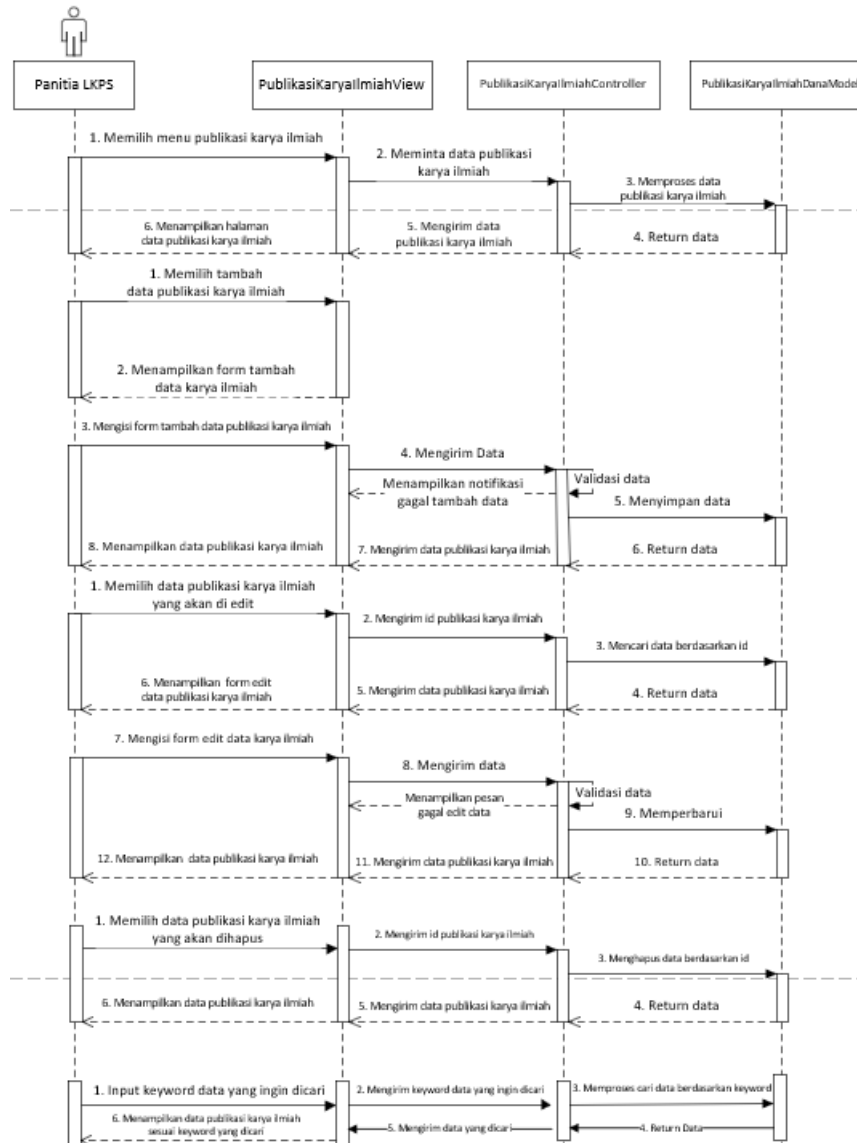 Panitia LKPS
PublikasiKaryaIlmiahView
PublikasiKaryaIlmiahController
PublikasiKaryaIlmiahDanaModel
1. Memilih menu publikasi karya ilmiah
2. Meminta data publikasi
karya ilmiah
3. Memproses data
publikasi karya ilmiah
6. Menampilkan halaman
data publikasi karya ilmiah
5. Mengirim data
publikasi karya ilmiah
4. Return data
1. Memilih tambah
data publikasi karya ilmiah
2. Menampilkan form tambah
data karya ilmiah
3. Mengisi form tambah data publikasi karya ilmiah
4. Mengirim Data
Validasi data
Menampilkan notifikasi
gagal tambah data
5. Menyimpan data
8. Menampilkan data publikasi karya ilmiah
7. Mengirim data publikasi karya ilmiah
6. Return data
1. Memilih data publikasi karya ilmiah
yang akan di edit
2. Mengirim id publikasi karya ilmiah
3. Mencari data berdasarkan id
6. Menampilkan form edit
data publikasi karya ilmiah
5. Mengirim data publikasi karya ilmiah
4. Return data
7. Mengisi form edit data karya ilmiah
8. Mengirim data
Validasi data
Menampilkan pesan
gagal edit data
9. Memperbarui
12. Menampilkan data publikasi karya ilmiah
11. Mengirim data publikasi karya ilmiah
10. Return data
1. Memilih data publikasi karya ilmiah
yang akan dihapus
2. Mengirim id publikasi karya ilmiah
3. Menghapus data berdasarkan id
6. Menampilkan data publikasi karya ilmiah
5. Mengirim data publikasi karya ilmiah
4. Return data
1. Input keyword data yang ingin dicari
2. Mengirim keyword data yang ingin dicari
3. Memproses cari data berdasarkan keyword
6. Menampilkan data publikasi karya ilmiah
sesuai keyword yang dicari
5. Mengirim data yang dicari
4. Return Data